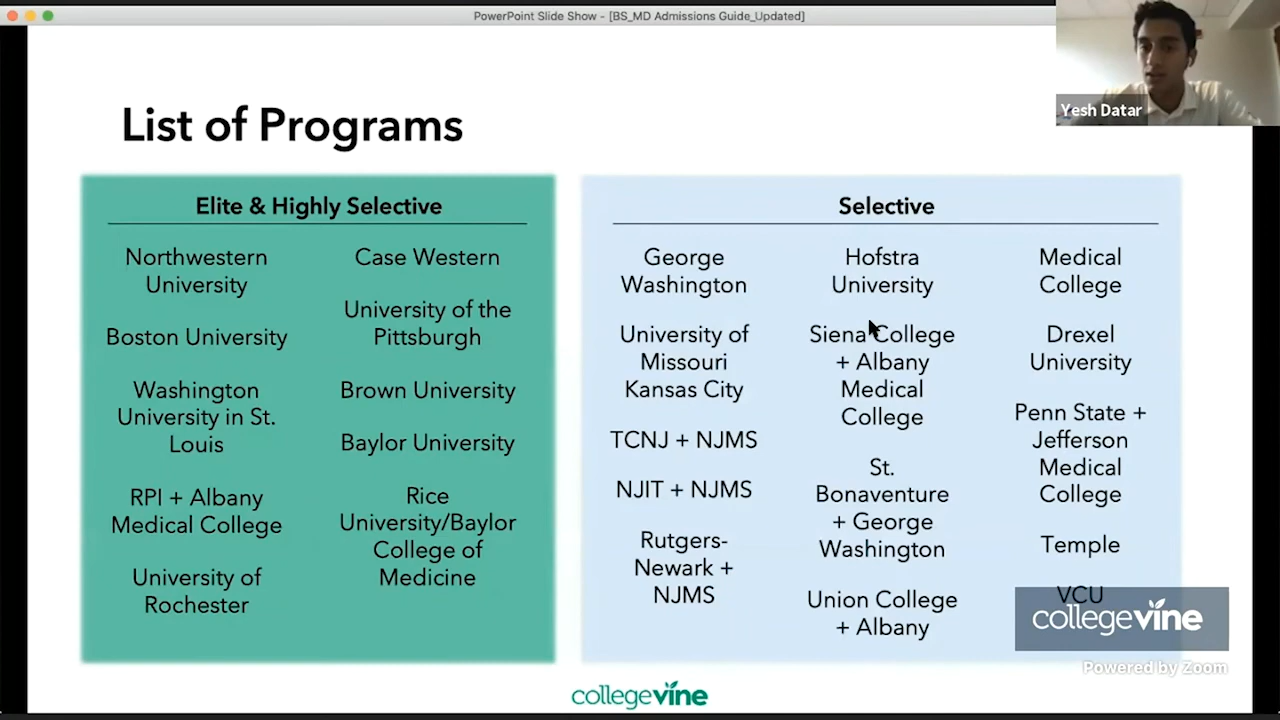 PowerPoint Slide Show - [BS_MD Admissions Guide_Updated]
Yesh Datar
List of Programs
Elite & Highly Selective
Northwestern
University
Boston University
Washington
University in St.
Louis
RPI + Albany
Medical College
University of
Rochester
Case Western
University of the
Pittsburgh
Brown University
Baylor University
Rice
University/Baylor
College of
Medicine
Selective
George
Washington
University of
Missouri
Kansas City
TCNJ + NJMS
NJIT + NJMS
Rutgers-
Newark +
NJMS
Hofstra
University
Siena College
+ Albany
Medical
College
St.
Bonaventure
+ George
Washington
Union College
+ Albany
Medical
College
Drexel
University
Penn State +
Jefferson
Medical
College
Temple
VCU
collegevine
Powered by Zoom
collegevine